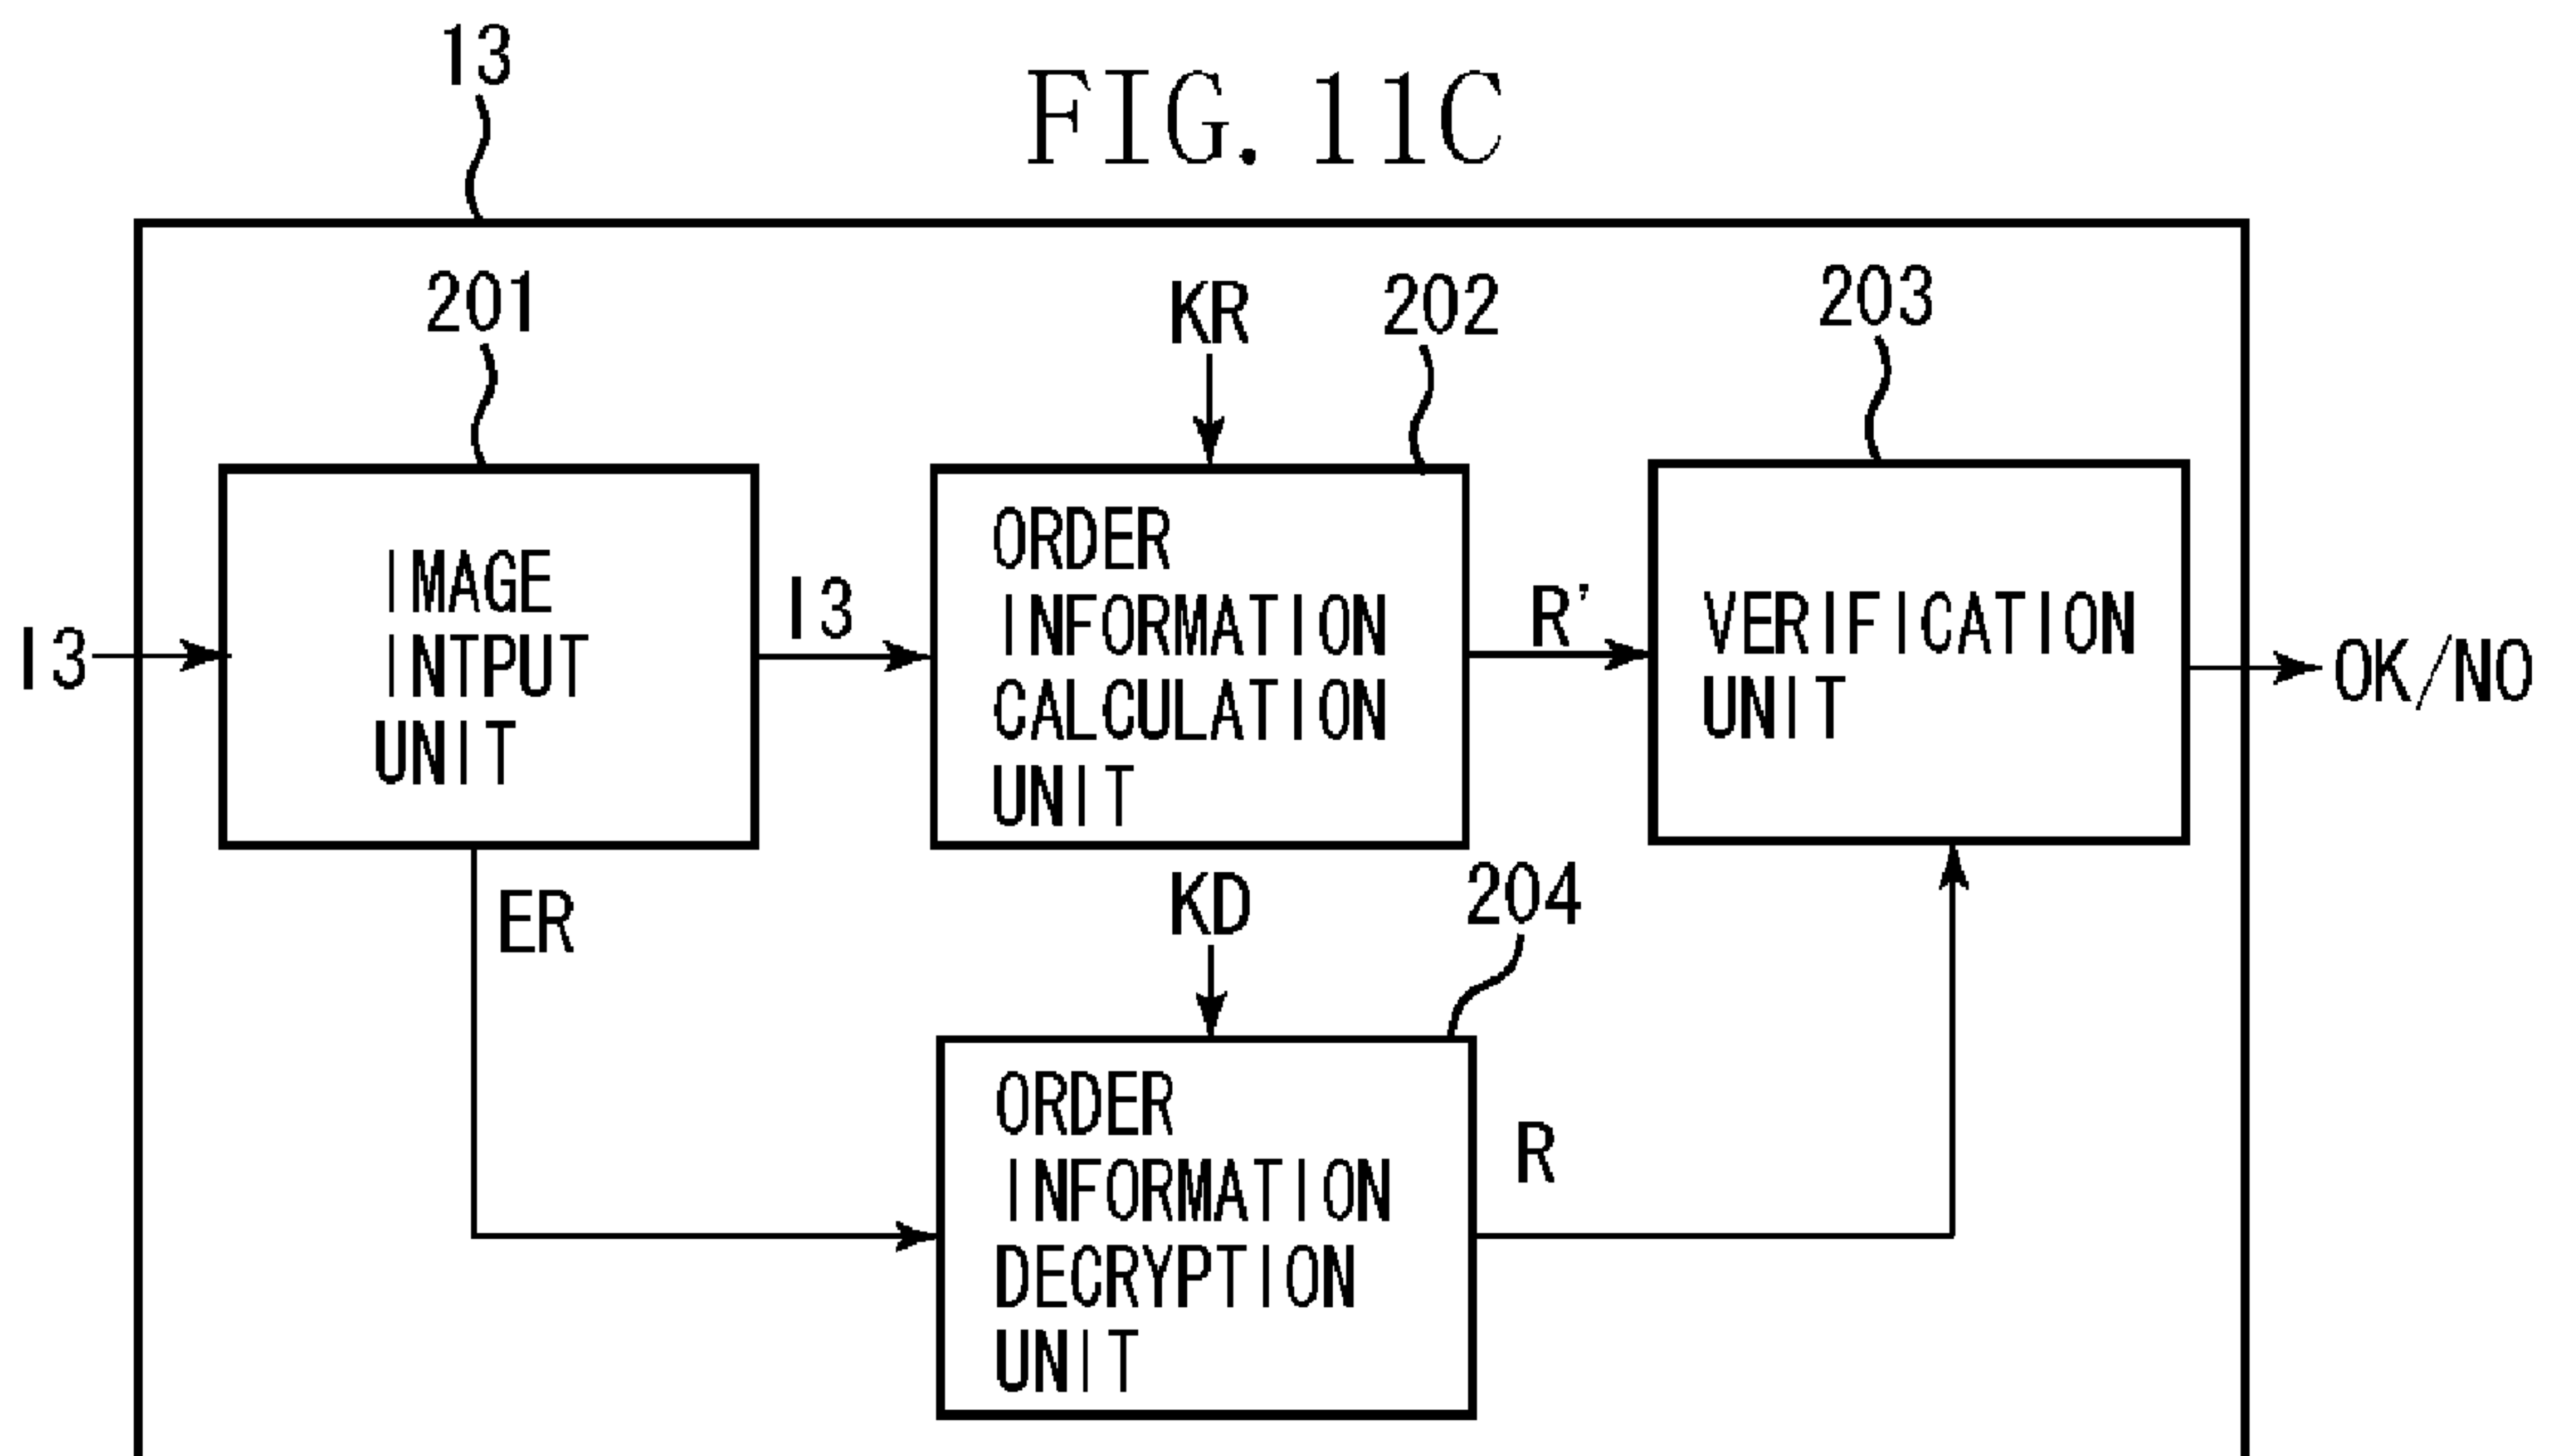 13
FIG. 11C
201
KR
202
203
IMAGE
INTPUT
UNIT
ORDER
INFORMATION
CALCULATION
UNIT
VERIFICATION
UNIT
I3
I3
R'
OK/NO
ER
KD
204
ORDER
INFORMATION
DECRYPTION
UNIT
R